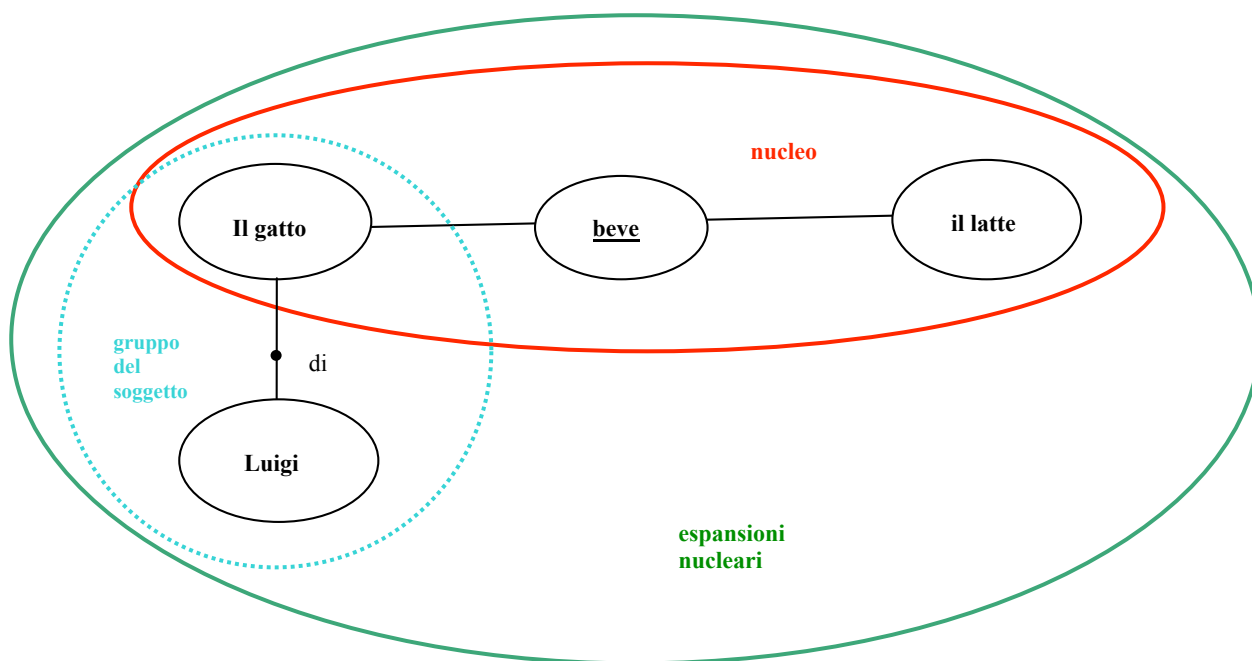 nucleo
Il gatto
beve
il latte
gruppo
del
soggetto
di
Luigi
espansioni
nucleari